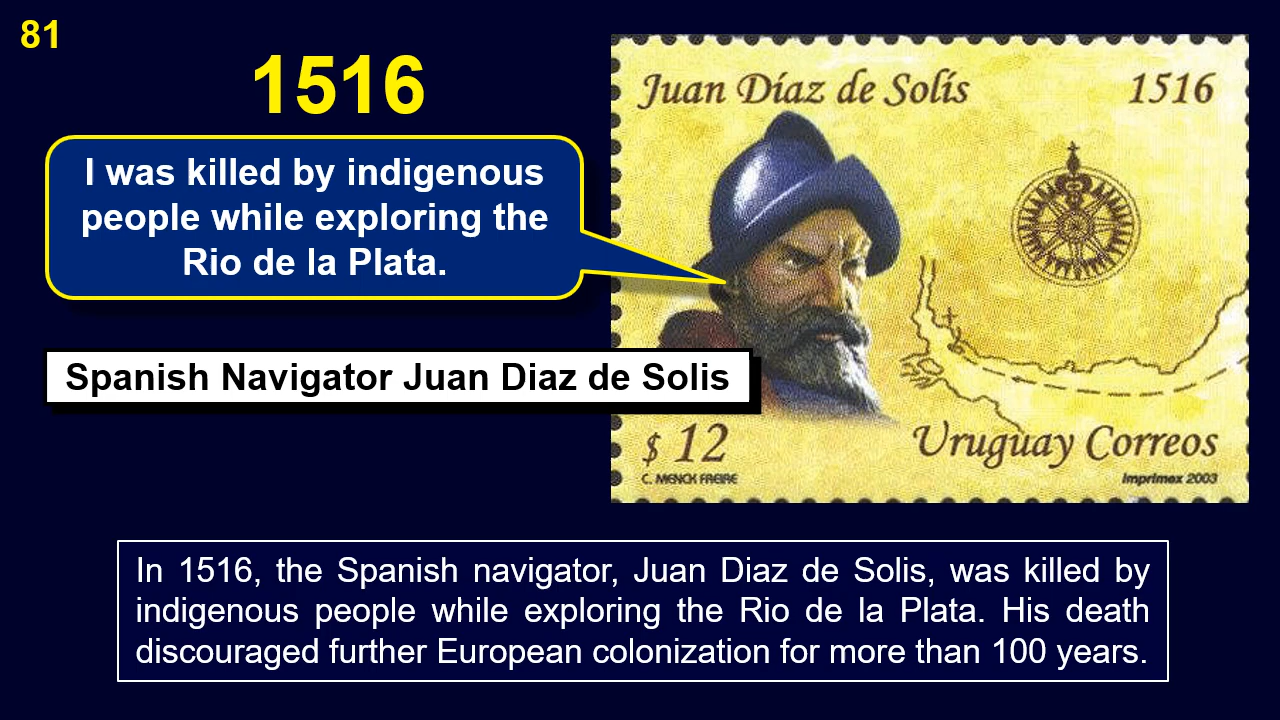 81
1516
I was killed by indigenous
people while exploring the
Rio de la Plata.
Spanish Navigator Juan Diaz de Solis
Juan Díaz de Solís
1516
$ 12
C. MENCK FREIRE
Uruguay Correos
Imprimex 2003
In 1516, the Spanish navigator, Juan Diaz de Solis, was killed by
indigenous people while exploring the Rio de la Plata. His death
discouraged further European colonization for more than 100 years.